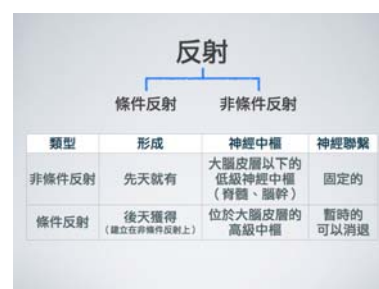 反射
條件反射 非條件反射
類型 形成 神經中樞 神經聯繫
非條件反射 先天就有 大腦皮層以下的
低級神經中樞
（脊髓、腦幹） 固定的
條件反射 後天獲得
（建立在非條件反射上） 位於大腦皮層的
高級中樞 暫時的
可以消退